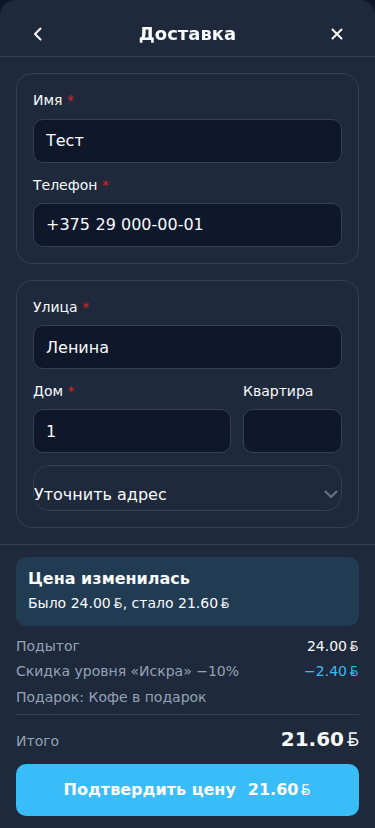 Доставка
Имя *
Тест
Телефон *
+375 29 000-00-01
Улица *
Ленина
Дом *
Квартира
1
Уточнить адрес
Цена изменилась
Было 24.00 Б, стало 21.60 Б
Подытог
24.00 Б
Скидка уровня «Искра» −10%
−2.40 Б
Подарок: Кофе в подарок
Итого
21.60 Б
Подтвердить цену 21.60 Б